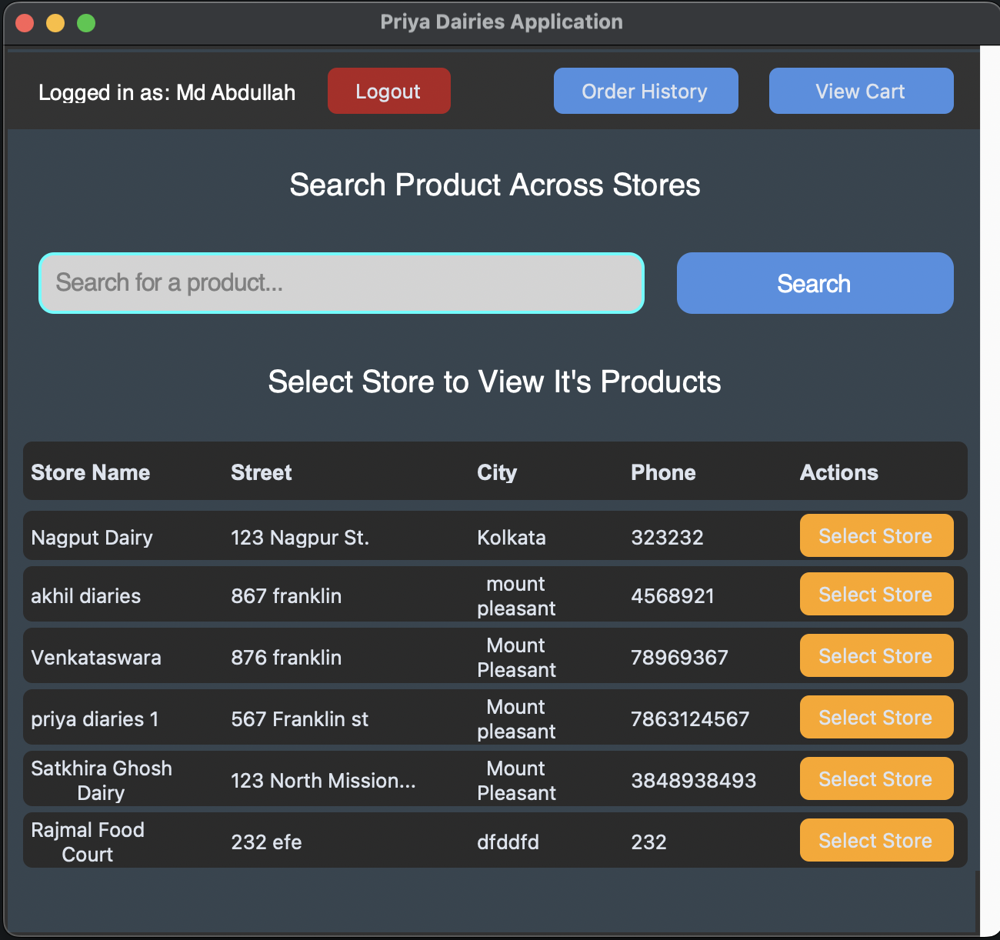 Priya Dairies Application
Logged in as: Md Abdullah
Logout
Order History
View Cart
Search Product Across Stores
Search for a product...
Search
Select Store to View It's Products
Store Name Street City Phone Actions
Nagput Dairy 123 Nagpur St. Kolkata 323232 Select Store
akhil diaries 867 franklin mount pleasant 4568921 Select Store
Venkataswara 876 franklin Mount Pleasant 78969367 Select Store
priya diaries 1 567 Franklin st Mount pleasant 7863124567 Select Store
Satkhira Ghosh Dairy 123 North Mission... Mount Pleasant 3848938493 Select Store
Rajmal Food Court 232 efe dfddfd 232 Select Store